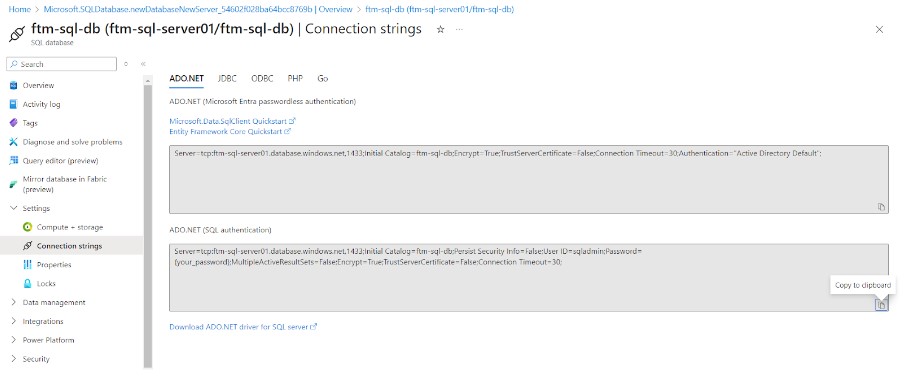 Home > Microsoft.SQLDatabase.newDatabaseNewServer_54602f028ba64bcc8769b | Overview > ftm-sql-db (ftm-sql-server01/ftm-sql-db)
ftm-sql-db (ftm-sql-server01/ftm-sql-db) | Connection strings
SQL database
Search
Overview
Activity log
Tags
Diagnose and solve problems
Query editor (preview)
Mirror database in Fabric
(preview)
Settings
Compute + storage
Connection strings
Properties
Locks
Data management
Integrations
Power Platform
Security
ADO.NET JDBC ODBC PHP Go
ADO.NET (Microsoft Entra passwordless authentication)
Microsoft.Data.SqlClient Quickstart
Entity Framework Core Quickstart
Server=tcp:ftm-sql-server01.database.windows.net,1433;Initial Catalog=ftm-sql-db;Encrypt=True;TrustServerCertificate=False;Connection Timeout=30;Authentication="Active Directory Default";
ADO.NET (SQL authentication)
Server=tcp:ftm-sql-server01.database.windows.net,1433;Initial Catalog=ftm-sql-db;Persist Security Info=False;User ID=sqladmin;Password=
{your_password};MultipleActiveResultSets=False;Encrypt=True;TrustServerCertificate=False;Connection Timeout=30;
Copy to clipboard
Download ADO.NET driver for SQL server